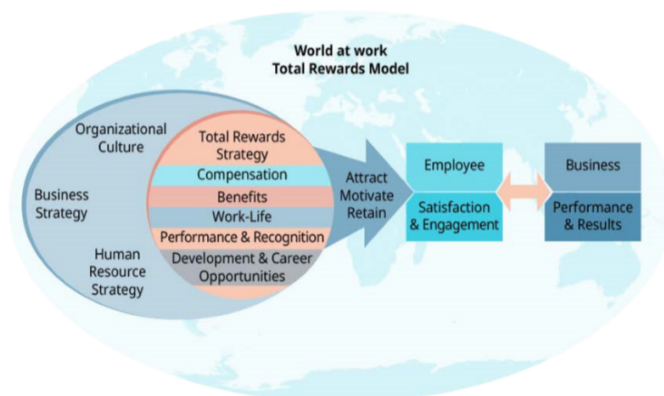 World at work
Total Rewards Model
Organizational
Culture
Business
Strategy
Human
Resource
Strategy
Total Rewards
Strategy
Compensation
Benefits
Work-Life
Performance & Recognition
Development & Career
Opportunities
Attract
Motivate
Retain
Employee
Satisfaction
& Engagement
Business
Performance
& Results